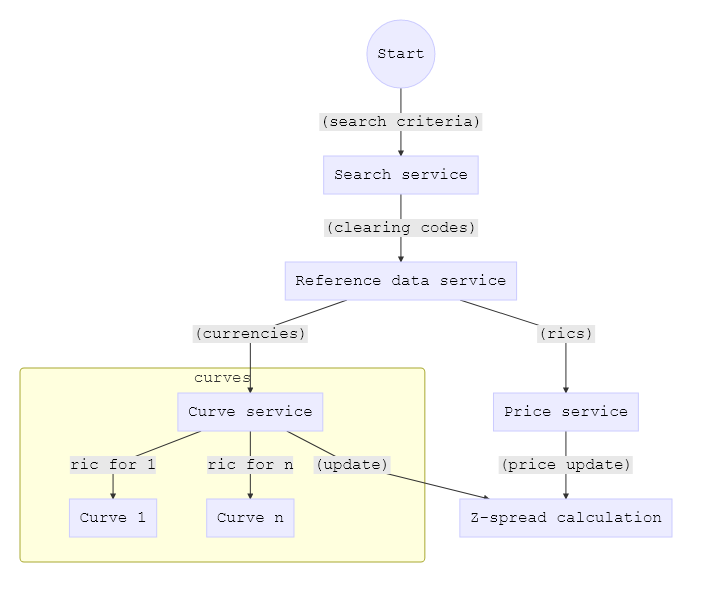 Start
(search criteria)
Search service
(clearing codes)
Reference data service
(currencies)
(rics)
curves
Curve service
Price service
ric for 1
ric for n
(update)
(price update)
Curve 1
Curve n
Z-spread calculation